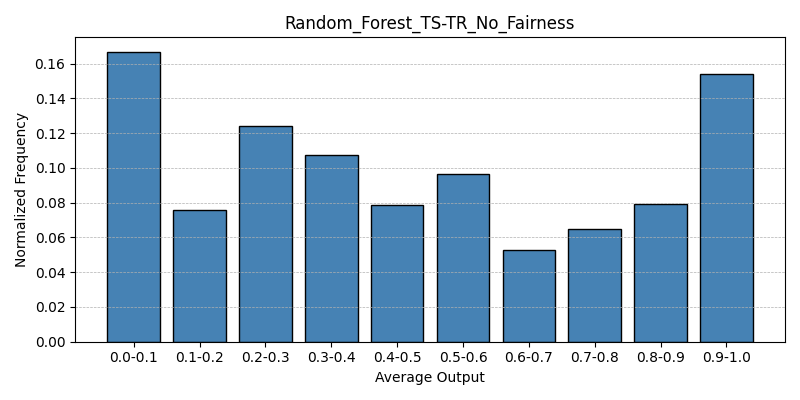 Random_Forest_TS-TR_No_Fairness
Normalized Frequency
0.16
0.14
0.12
0.10
0.08
0.06
0.04
0.02
0.00
0.0-0.1 0.1-0.2 0.2-0.3 0.3-0.4 0.4-0.5 0.5-0.6 0.6-0.7 0.7-0.8 0.8-0.9 0.9-1.0
Average Output